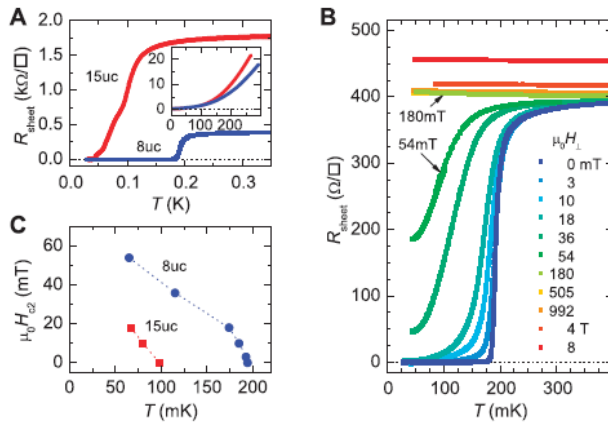 A
R_sheet (kΩ/□)
2.0
1.5
1.0
0.5
0.0
15uc
8uc
20
10
0
0 100 200
0.0 0.1 0.2 0.3
T (K)
B
R_sheet (Ω/□)
500
400
300
200
100
0
180mT
54mT
μ₀H⊥
0 mT
3
10
18
36
54
180
505
992
4 T
8
0 100 200 300
T (mK)
C
μ₀H_c2 (mT)
60
40
20
0
8uc
15uc
0 50 100 150 200
T (mK)